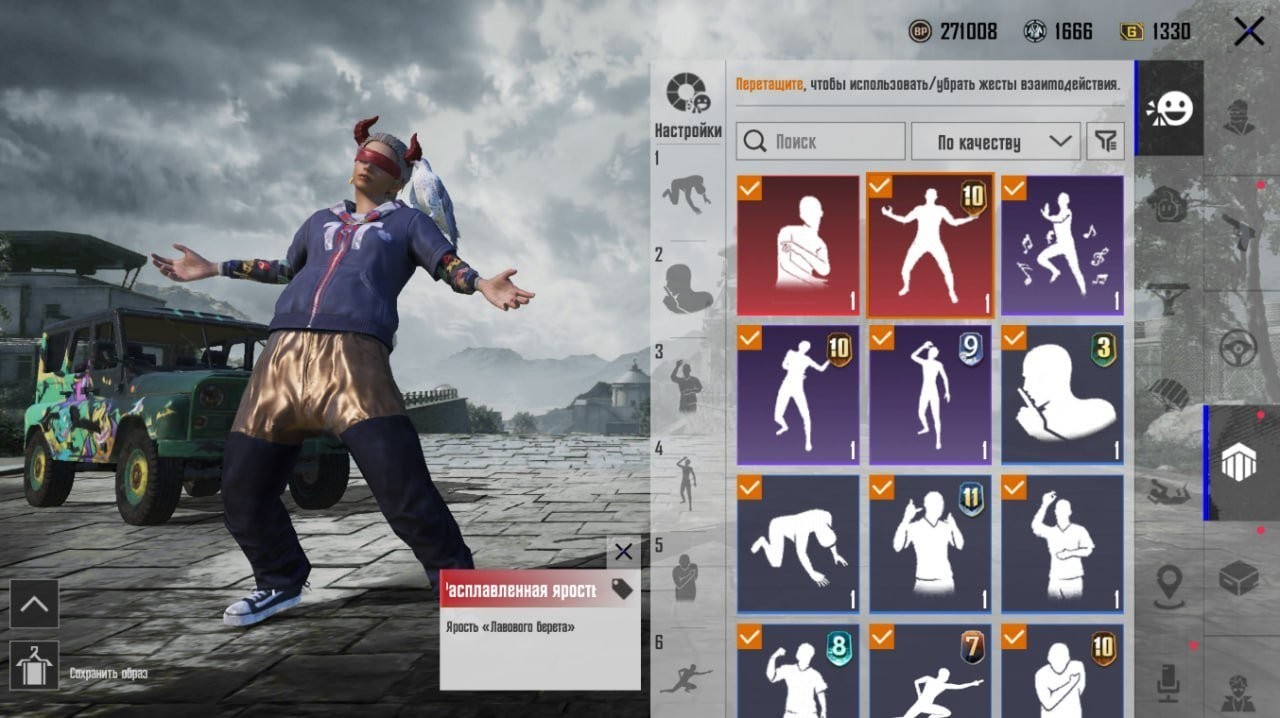 BP 271008 1666 G 1330
Перетащите, чтобы использовать/убрать жесты взаимодействия.
Настройки
Поиск
По качеству
1
2
3
4
5
6
1
10
1
1
10
1
9
1
3
1
1
11
1
1
8
7
10
асплавленная ярость
Ярость «Лавового берета»
Сохранить образ